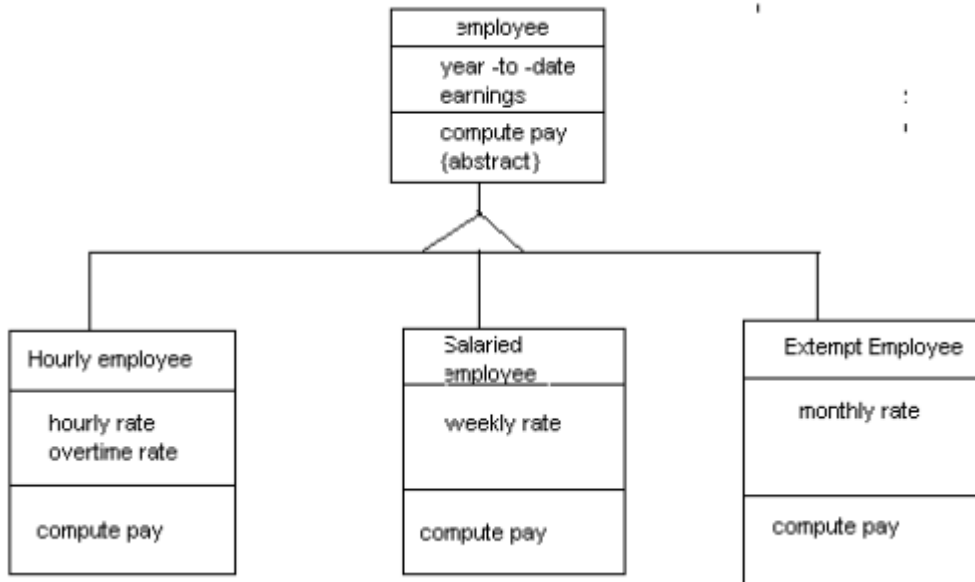 employee
year -to -date
earnings
compute pay
{abstract}
Hourly employee
hourly rate
overtime rate
compute pay
Salaried
employee
weekly rate
compute pay
Extempt Employee
monthly rate
compute pay